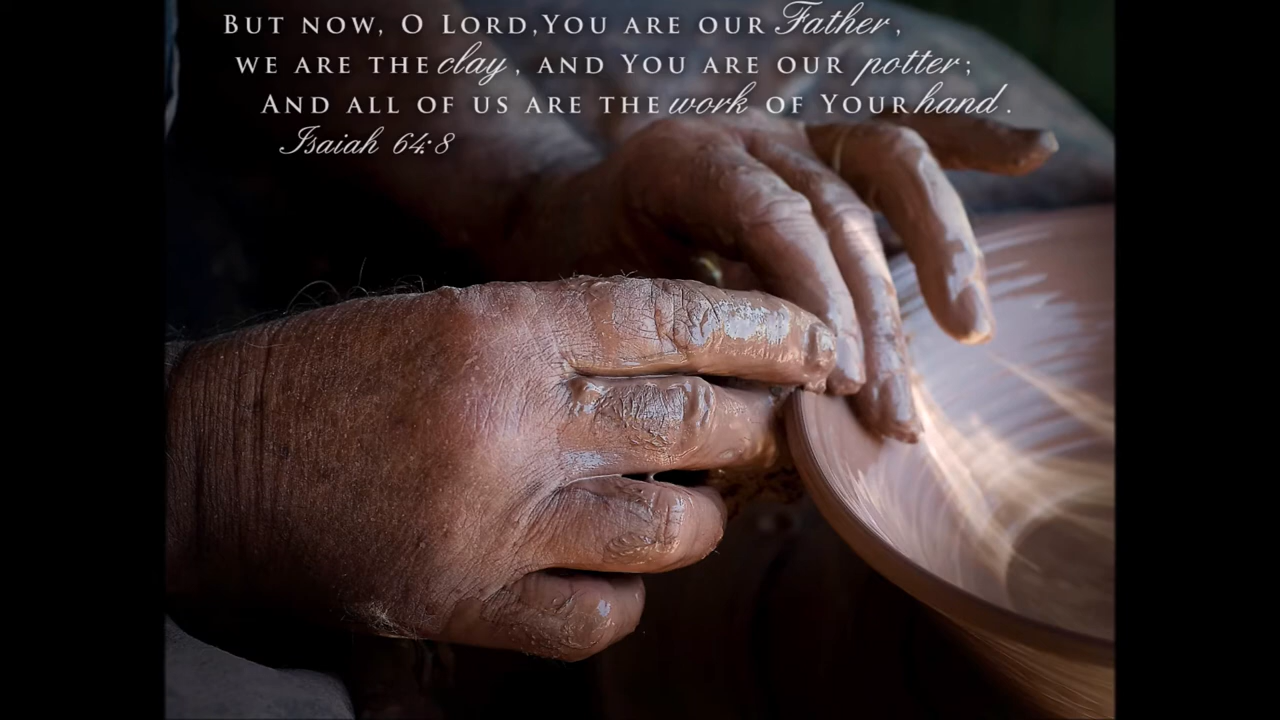 But now, O Lord,You are our Father,
we are the clay, and You are our potter;
And all of us are the work of Your hand.
Isaiah 64:8